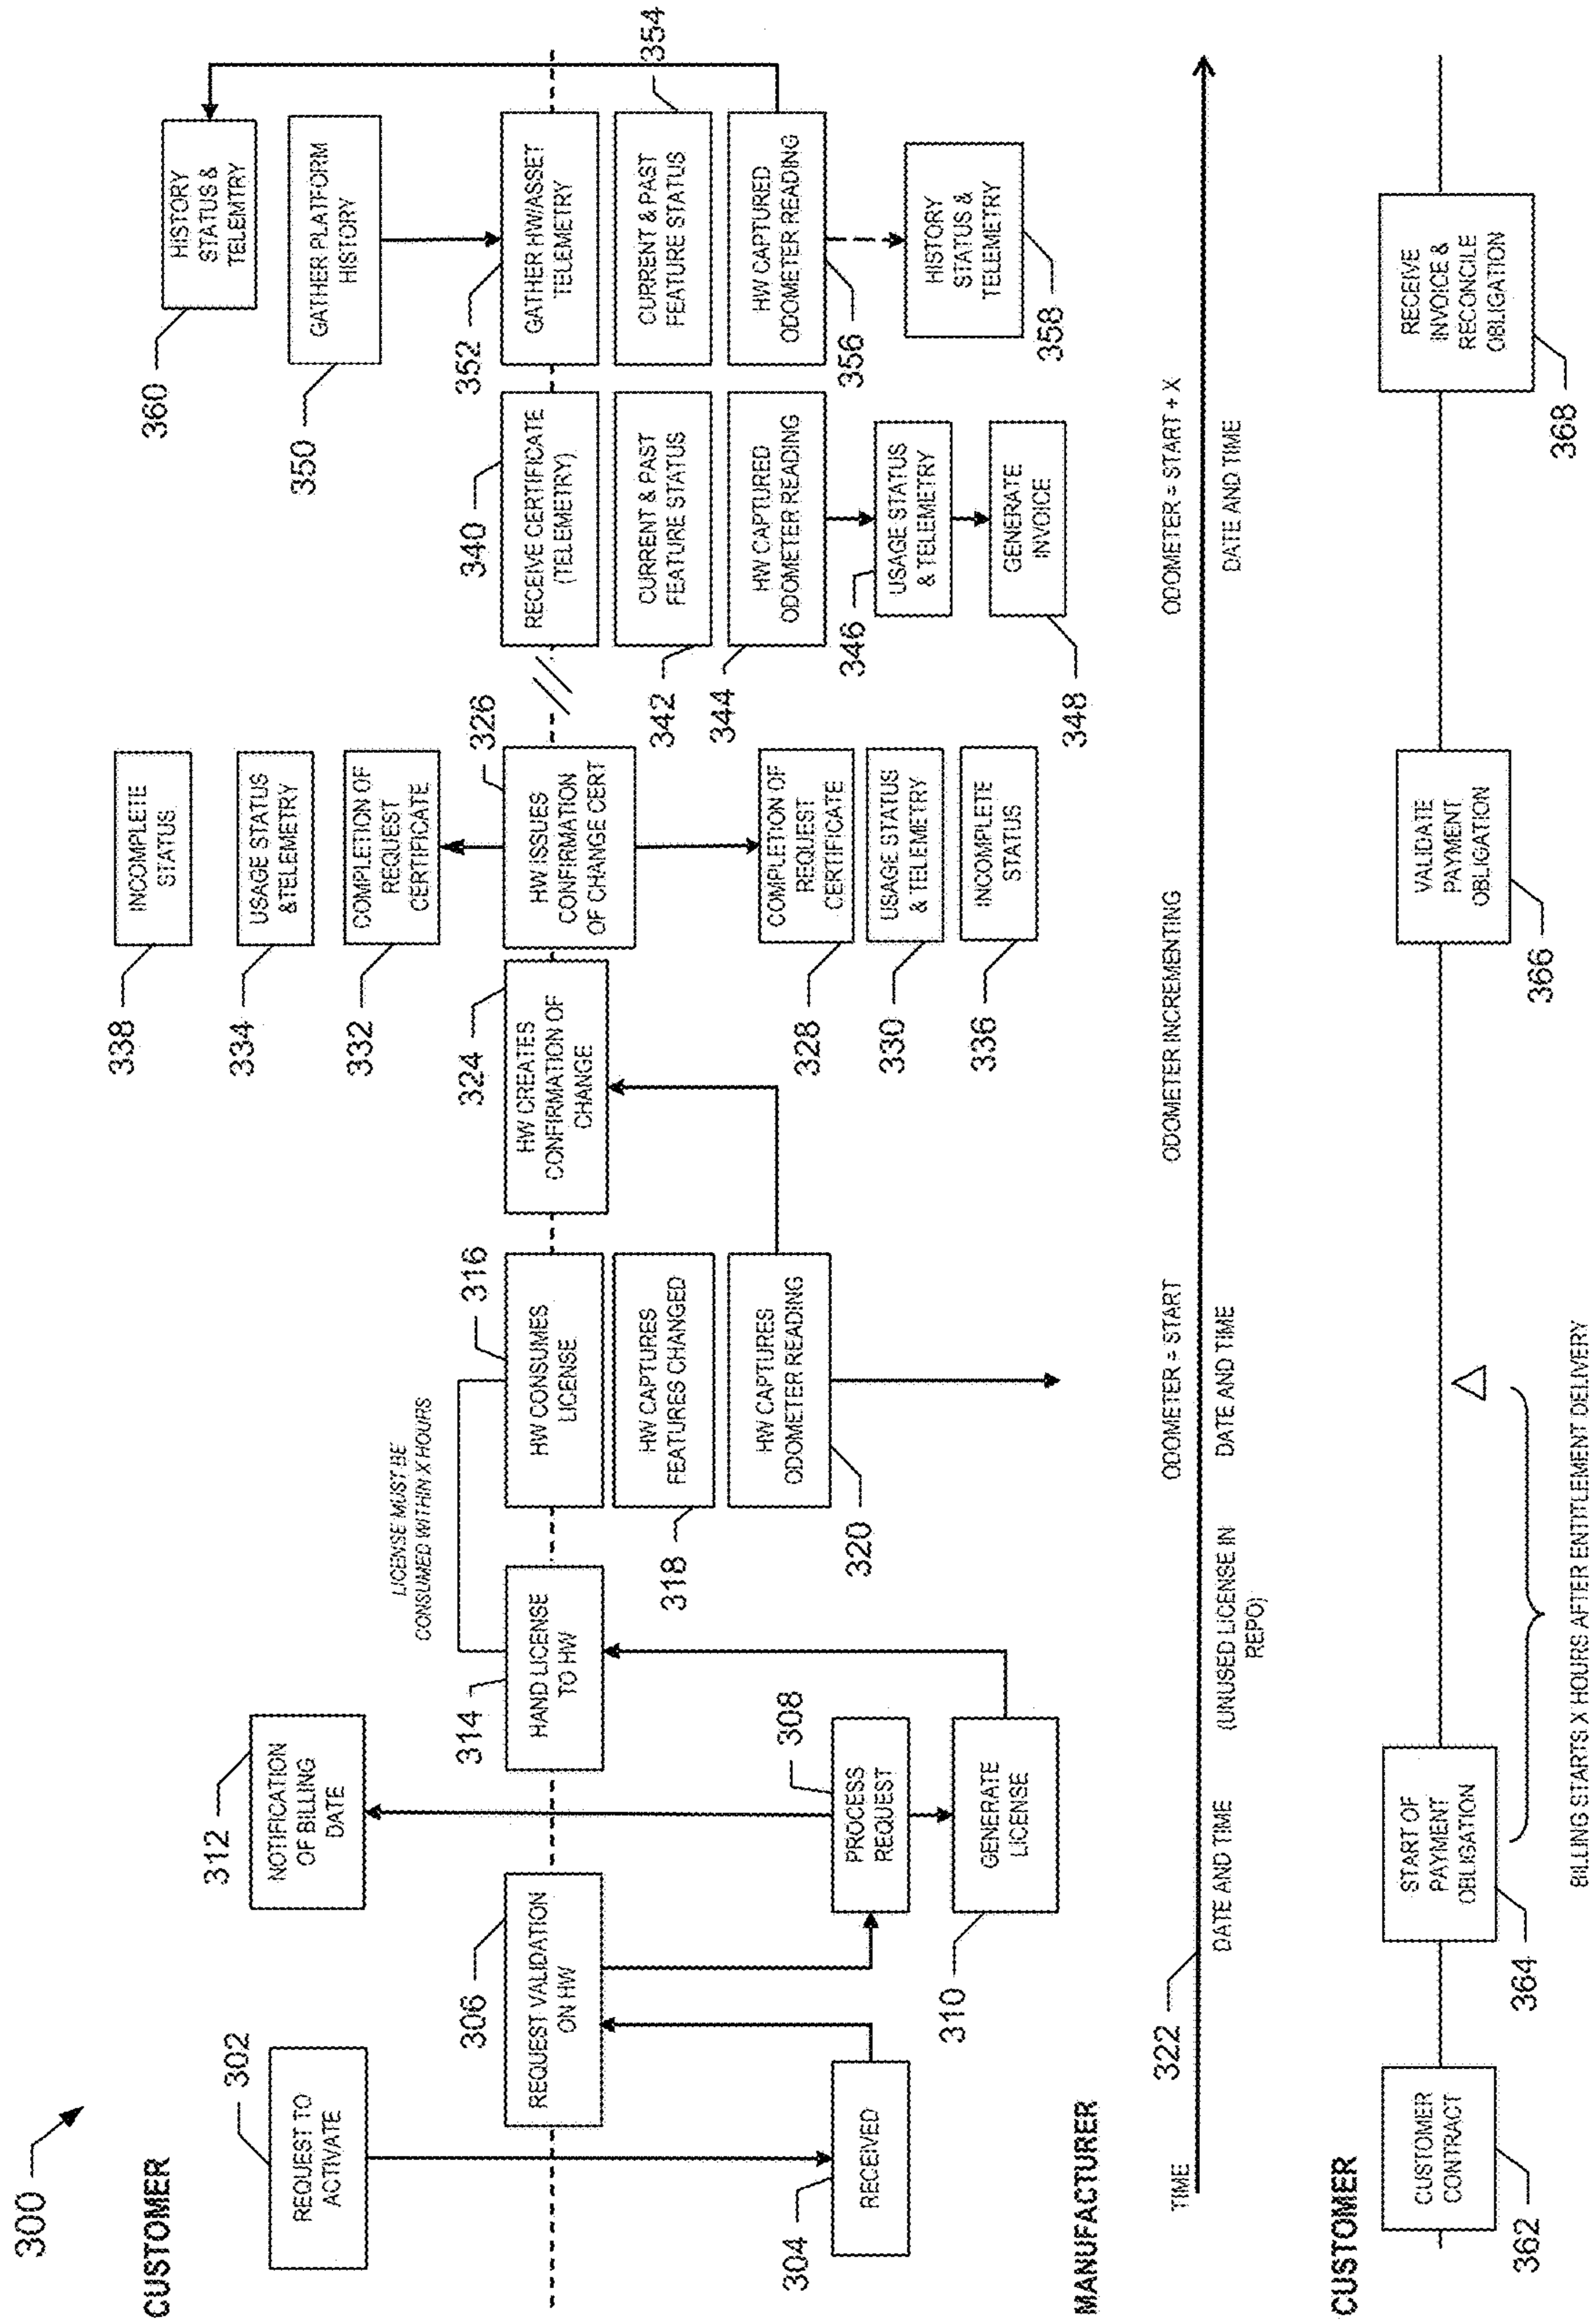 300
CUSTOMER
302
REQUEST TO
ACTIVATE
304
RECEIVED
306
REQUEST VALIDATION
ON HW
308
PROCESS
REQUEST
310
GENERATE
LICENSE
312
NOTIFICATION
OF BILLING
DATE
314
HAND LICENSE
TO HW
LICENSE MUST BE
CONSUMED WITHIN X HOURS
316
HW CONSUMES
LICENSE
318
HW CAPTURES
FEATURES CHANGED
320
HW CAPTURES
ODOMETER READING
324
HW CREATES
CONFIRMATION OF
CHANGE
326
HW ISSUES
CONFIRMATION
OF CHANGE CERT
338
INCOMPLETE
STATUS
334
USAGE STATUS
&TELEMETRY
332
COMPLETION OF
REQUEST
CERTIFICATE
328
COMPLETION OF
REQUEST
CERTIFICATE
330
USAGE STATUS
& TELEMETRY
336
INCOMPLETE
STATUS
340
RECEIVE CERTIFICATE
(TELEMETRY)
342
CURRENT & PAST
FEATURE STATUS
344
HW CAPTURED
ODOMETER READING
346
USAGE STATUS
& TELEMETRY
348
GENERATE
INVOICE
360
HISTORY
STATUS &
TELEMTRY
350
GATHER PLATFORM
HISTORY
352
GATHER HW/ASSET
TELEMETRY
354
CURRENT & PAST
FEATURE STATUS
356
HW CAPTURED
ODOMETER READING
358
HISTORY
STATUS &
TELEMETRY
MANUFACTURER
TIME
322
DATE AND TIME
(UNUSED LICENSE IN
REPO)
ODOMETER = START
DATE AND TIME
ODOMETER INCREMENTING
ODOMETER = START + X
DATE AND TIME
CUSTOMER
CUSTOMER
CONTRACT
362
START OF
PAYMENT
OBLIGATION
364
BILLING STARTS X HOURS AFTER ENTITLEMENT DELIVERY
VALIDATE
PAYMENT
OBLIGATION
366
RECEIVE
INVOICE &
RECONCILE
OBLIGATION
368